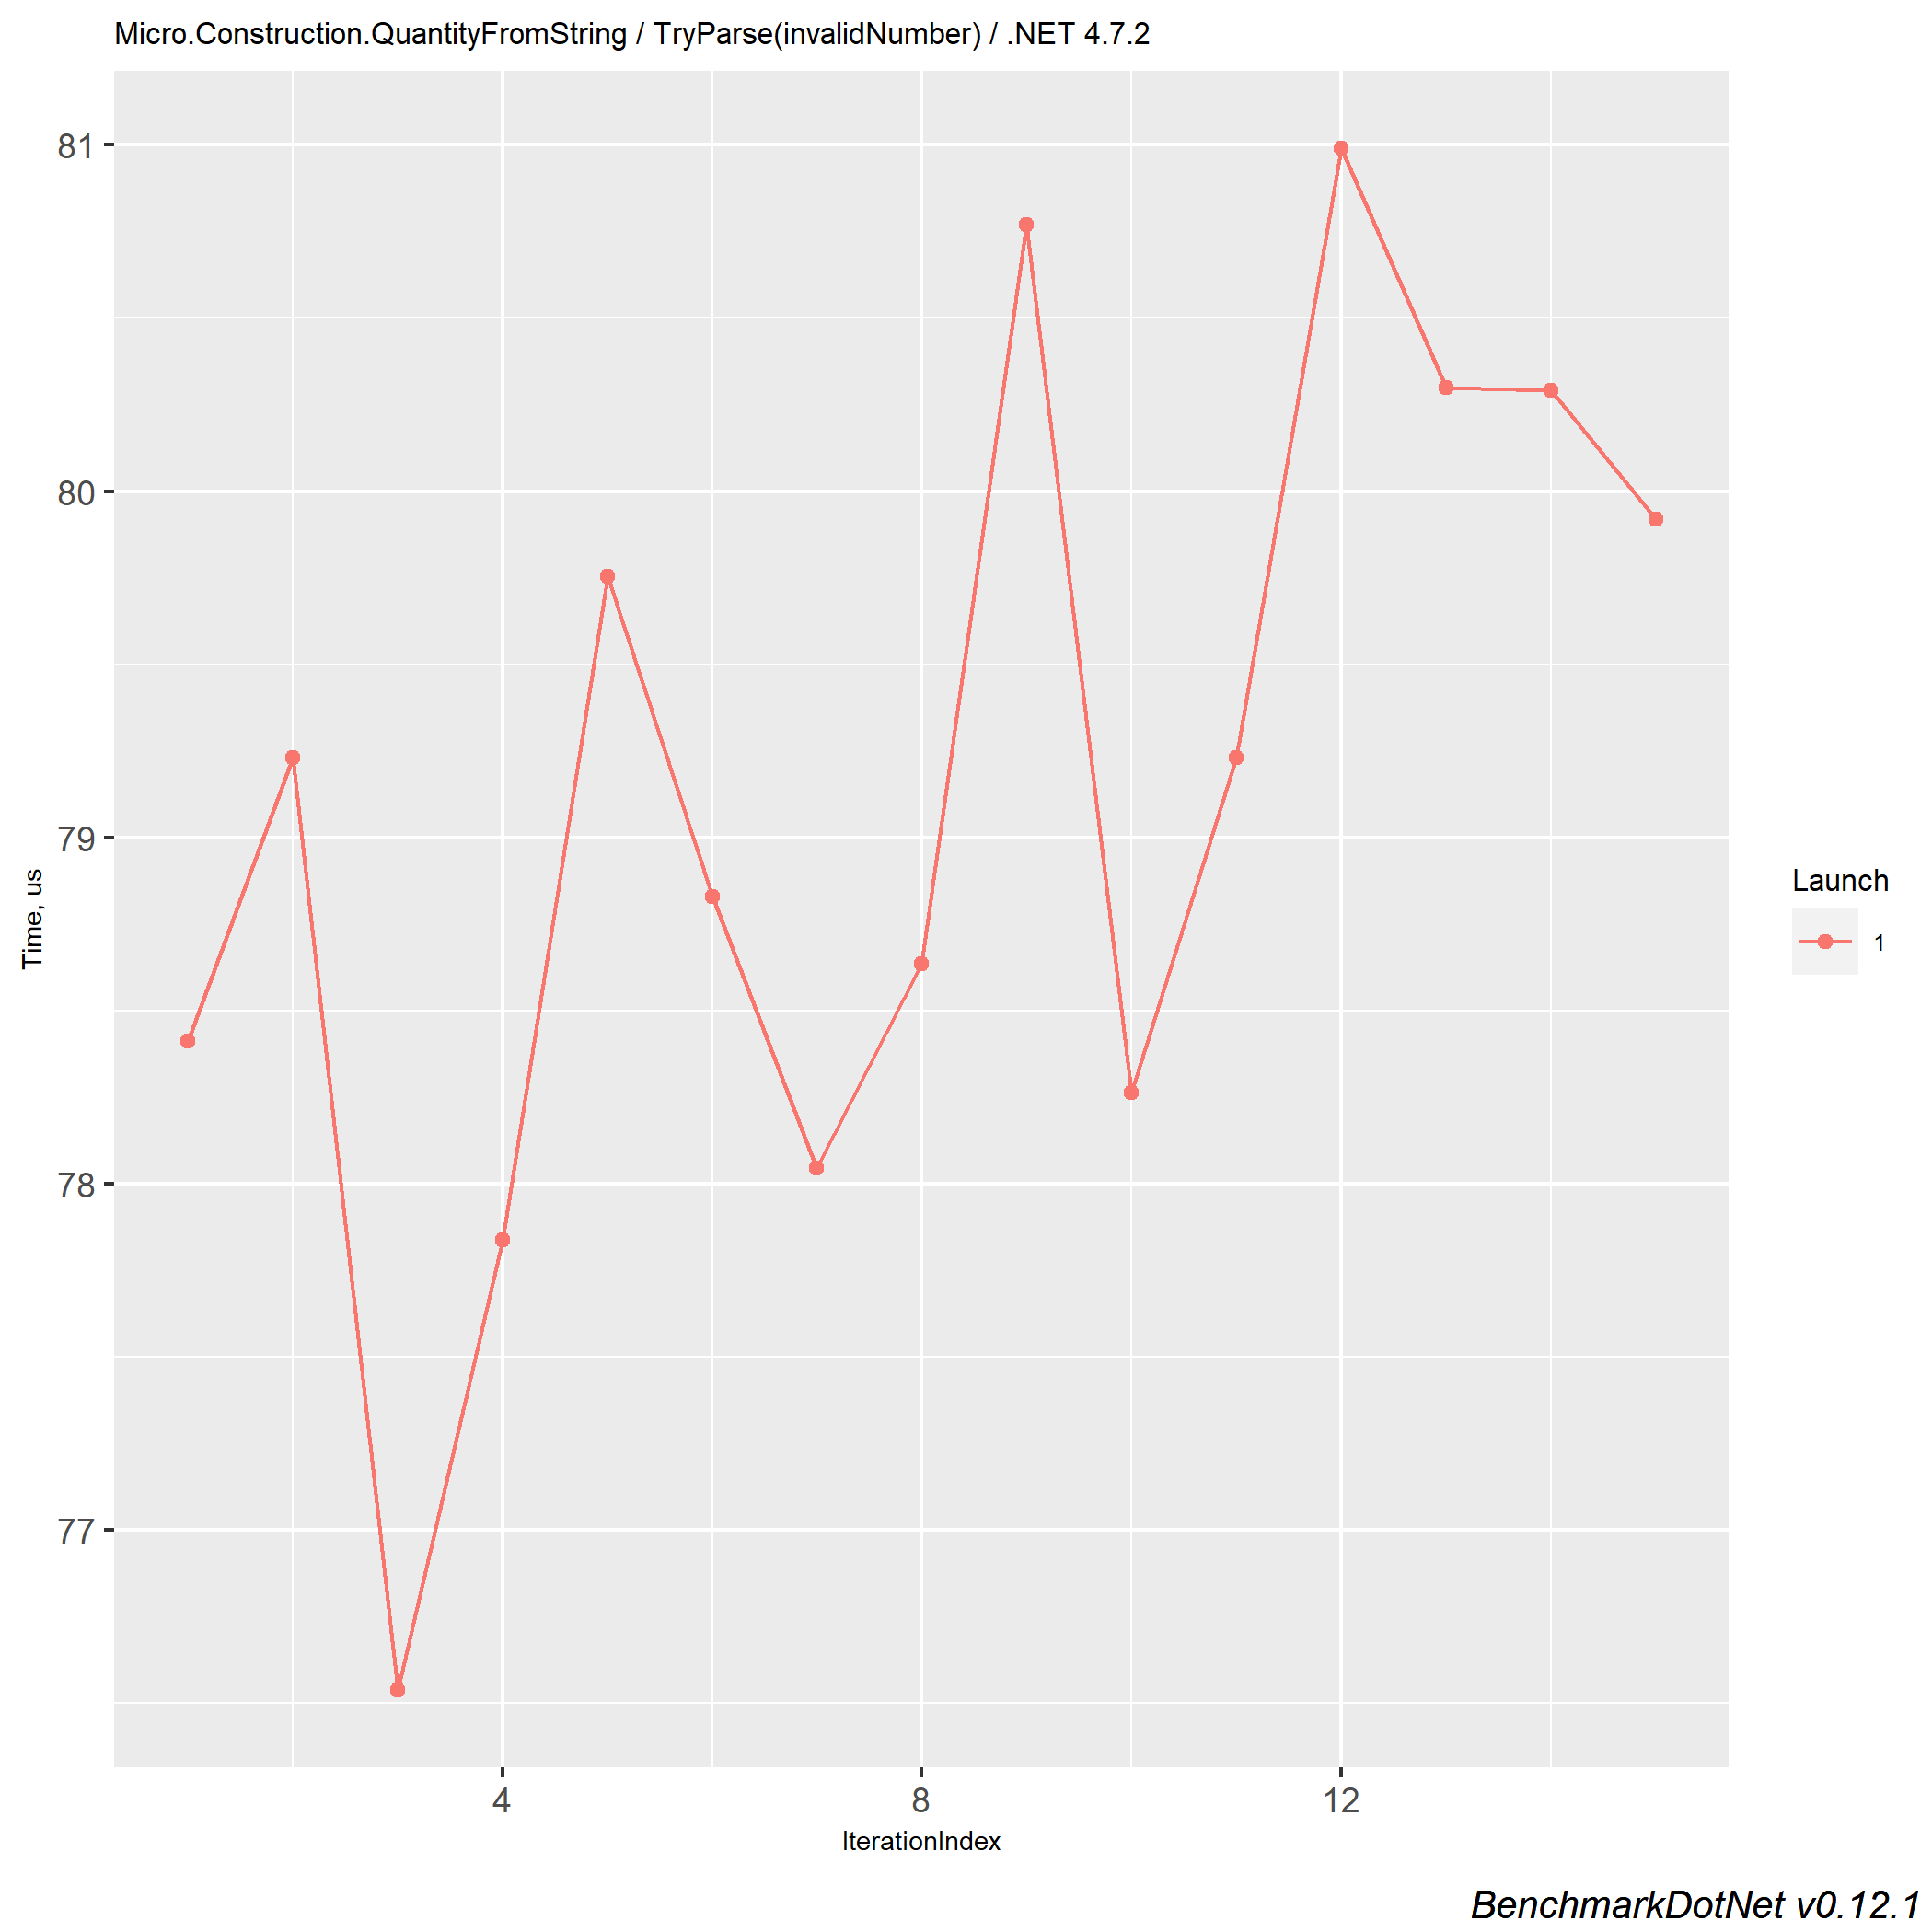 Micro.Construction.QuantityFromString / TryParse(invalidNumber) / .NET 4.7.2
81
80
79
78
77
Time, us
4
8
12
IterationIndex
Launch
1
BenchmarkDotNet v0.12.1